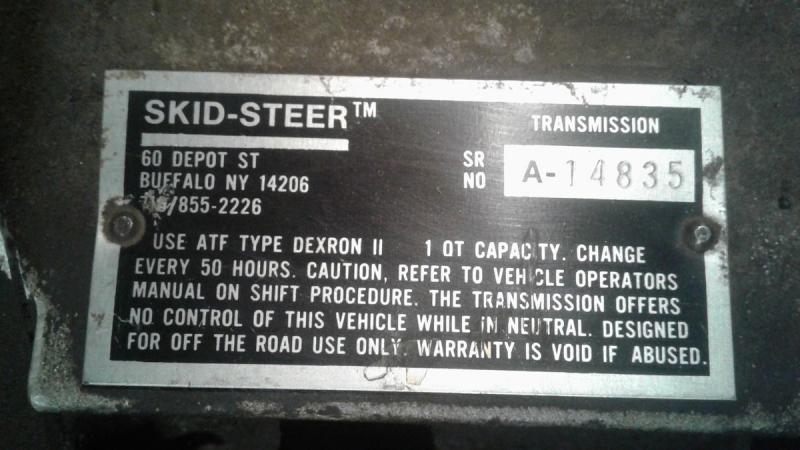 SKID-STEER™
TRANSMISSION
60 DEPOT ST
BUFFALO NY 14206
/855-2226
SR
NO
A-14835
USE ATF TYPE DEXRON II 1 QT CAPACITY. CHANGE
EVERY 50 HOURS. CAUTION, REFER TO VEHICLE OPERATORS
MANUAL ON SHIFT PROCEDURE. THE TRANSMISSION OFFERS
NO CONTROL OF THIS VEHICLE WHILE IN NEUTRAL. DESIGNED
FOR OFF THE ROAD USE ONLY. WARRANTY IS VOID IF ABUSED.